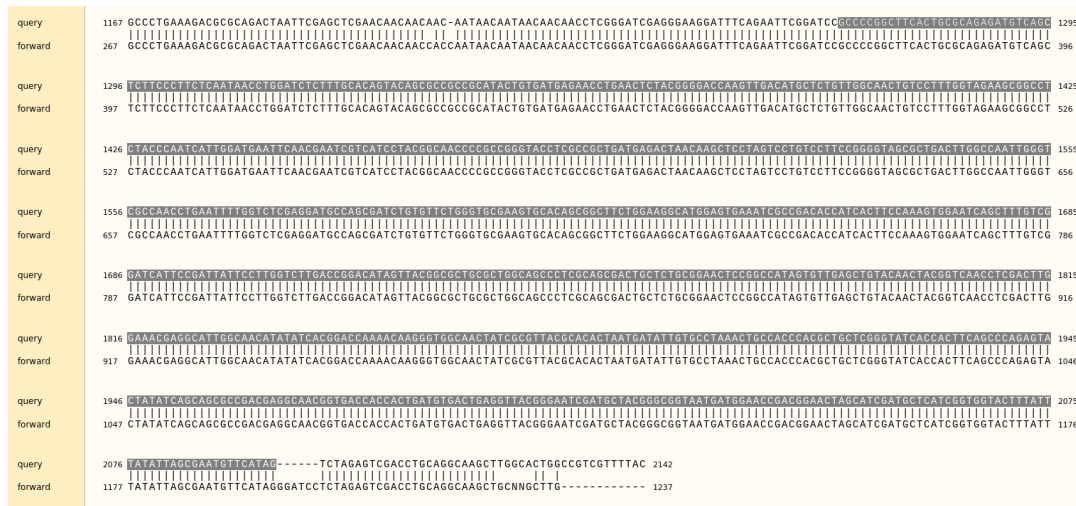 query 1167 GCCCTGAAAGACGCGCAGACTAATTCGAGCTCGAACAACAACAAC-AATAACAATAACAACAACCTCGGGATCGAGGGAAGGATTTCAGAATTCGGATCCGCCCCGGCTTCACTGCGCAGAGATGTCAGC 1295
forward 267 GCCCTGAAAGACGCGCAGACTAATTCGAGCTCGAACAACAACACCAATAACAATAACAACAACCTCGGGATCGAGGGAAGGATTTCAGAATTCGGATCCGCCCCGGCTTCACTGCGCAGAGATGTCAGC 396
query 1296 TCTTCCCTTCTCAATAACCTGGATCTCTTTGCACAGTACAGCGCCGCCGCATACTGTGATGAGAACCTGAACTCTACGGGGACCAAGTTGACATGCTCTGTTGGCAACTGTCCTTTGGTAGAAGCGGCCT 1425
forward 397 TCTTCCCTTCTCAATAACCTGGATCTCTTTGCACAGTACAGCGCCGCCGCATACTGTGATGAGAACCTGAACTCTACGGGGACCAAGTTGACATGCTCTGTTGGCAACTGTCCTTTGGTAGAAGCGGCCT 526
query 1426 CTACCCAATCATTGGATGAATTCAACGAATCGTCATCCTACGGCAACCCCGCCGGGTACCTCGCCGCTGATGAGACTAACAAGCTCCTAGTCCTGTCCTTCCGGGGTAGCGCTGACTTGGCCAATTGGGT 1555
forward 527 CTACCCAATCATTGGATGAATTCAACGAATCGTCATCCTACGGCAACCCCGCCGGGTACCTCGCCGCTGATGAGACTAACAAGCTCCTAGTCCTGTCCTTCCGGGGTAGCGCTGACTTGGCCAATTGGGT 656
query 1556 CGCCAACCTGAATTTTGGTCTCGAGGATGCCAGCGATCTGTGTTCTGGGTGCGAAGTGCACAGCGGCTTCTGGAAGGCATGGAGTGAAATCGCCGACACCATCACTTCCAAAGTGGAATCAGCTTTGTCG 1685
forward 657 CGCCAACCTGAATTTTGGTCTCGAGGATGCCAGCGATCTGTGTTCTGGGTGCGAAGTGCACAGCGGCTTCTGGAAGGCATGGAGTGAAATCGCCGACACCATCACTTCCAAAGTGGAATCAGCTTTGTCG 786
query 1686 GATCATTCCGATTATTCCTTGGTCTTGACCGGACATAGTTACGGCGCTGCGCTGGCAGCCCTCGCAGCGACTGCTCTGCGGAACTCCGGCCATAGTGTTGAGCTGTACAACTACGGTCAACCTCGACTTG 1815
forward 787 GATCATTCCGATTATTCCTTGGTCTTGACCGGACATAGTTACGGCGCTGCGCTGGCAGCCCTCGCAGCGACTGCTCTGCGGAACTCCGGCCATAGTGTTGAGCTGTACAACTACGGTCAACCTCGACTTG 916
query 1816 GAAACGAGGCATTGGCAACATATATCACGGACCAAAACAAGGGTGGCAACTATCGCGTTACGCACACTAATGATATTGTGCCTAAACTGCCACCCACGCTGCTCGGGTATCACCACTTCAGCCCAGAGTA 1945
forward 917 GAAACGAGGCATTGGCAACATATATCACGGACCAAAACAAGGGTGGCAACTATCGCGTTACGCACACTAATGATATTGTGCCTAAACTGCCACCCACGCTGCTCGGGTATCACCACTTCAGCCCAGAGTA 1046
query 1946 CTATATCAGCAGCGCCGACGAGGCAACGGTGACCACCACTGATGTGACTGAGGTTACGGGAATCGATGCTACGGGCGGTAATGATGGAACCGACGGAACTAGCATCGATGCTCATCGGTGGTACTTTATT 2075
forward 1047 CTATATCAGCAGCGCCGACGAGGCAACGGTGACCACCACTGATGTGACTGAGGTTACGGGAATCGATGCTACGGGCGGTAATGATGGAACCGACGGAACTAGCATCGATGCTCATCGGTGGTACTTTATT 1176
query 2076 TATATTAGCGAATGTTCATAG------TCTAGAGTCGACCTGCAGGCAAGCTTGGCACTGGCCGTCGTTTTAC 2142
forward 1177 TATATTAGCGAATGTTCATAGGGATCCTCTAGAGTCGACCTGCAGGCAAGCTGCNNGCTTG------------ 1237